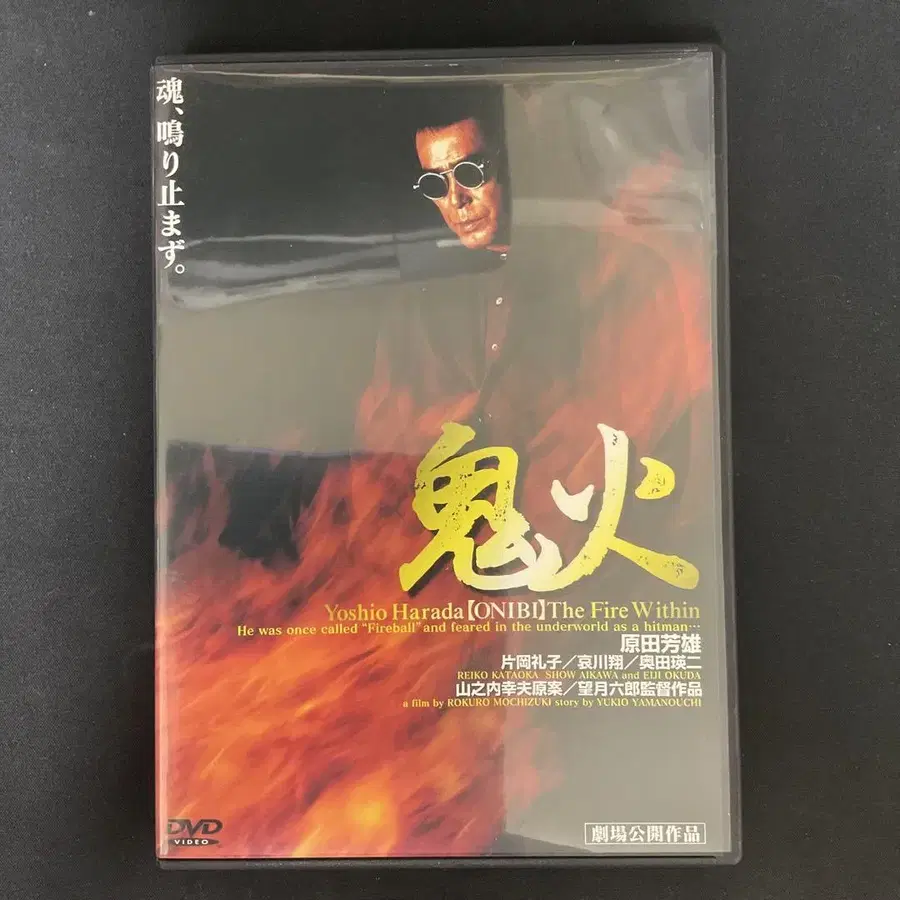 魂、鳴り止まず。
鬼火
Yoshio Harada【ONIBI】The Fire Within
He was once called "Fireball" and feared in the underworld as a hitman…
原田芳雄
片岡礼子／哀川翔／奥田瑛二
REIKO KATAOKA SHOW AIKAWA and EIJI OKUDA
山之内幸夫原案／望月六郎監督作品
a film by ROKURO MOCHIZUKI story by YUKIO YAMANOUCHI
DVD
VIDEO
劇場公開作品